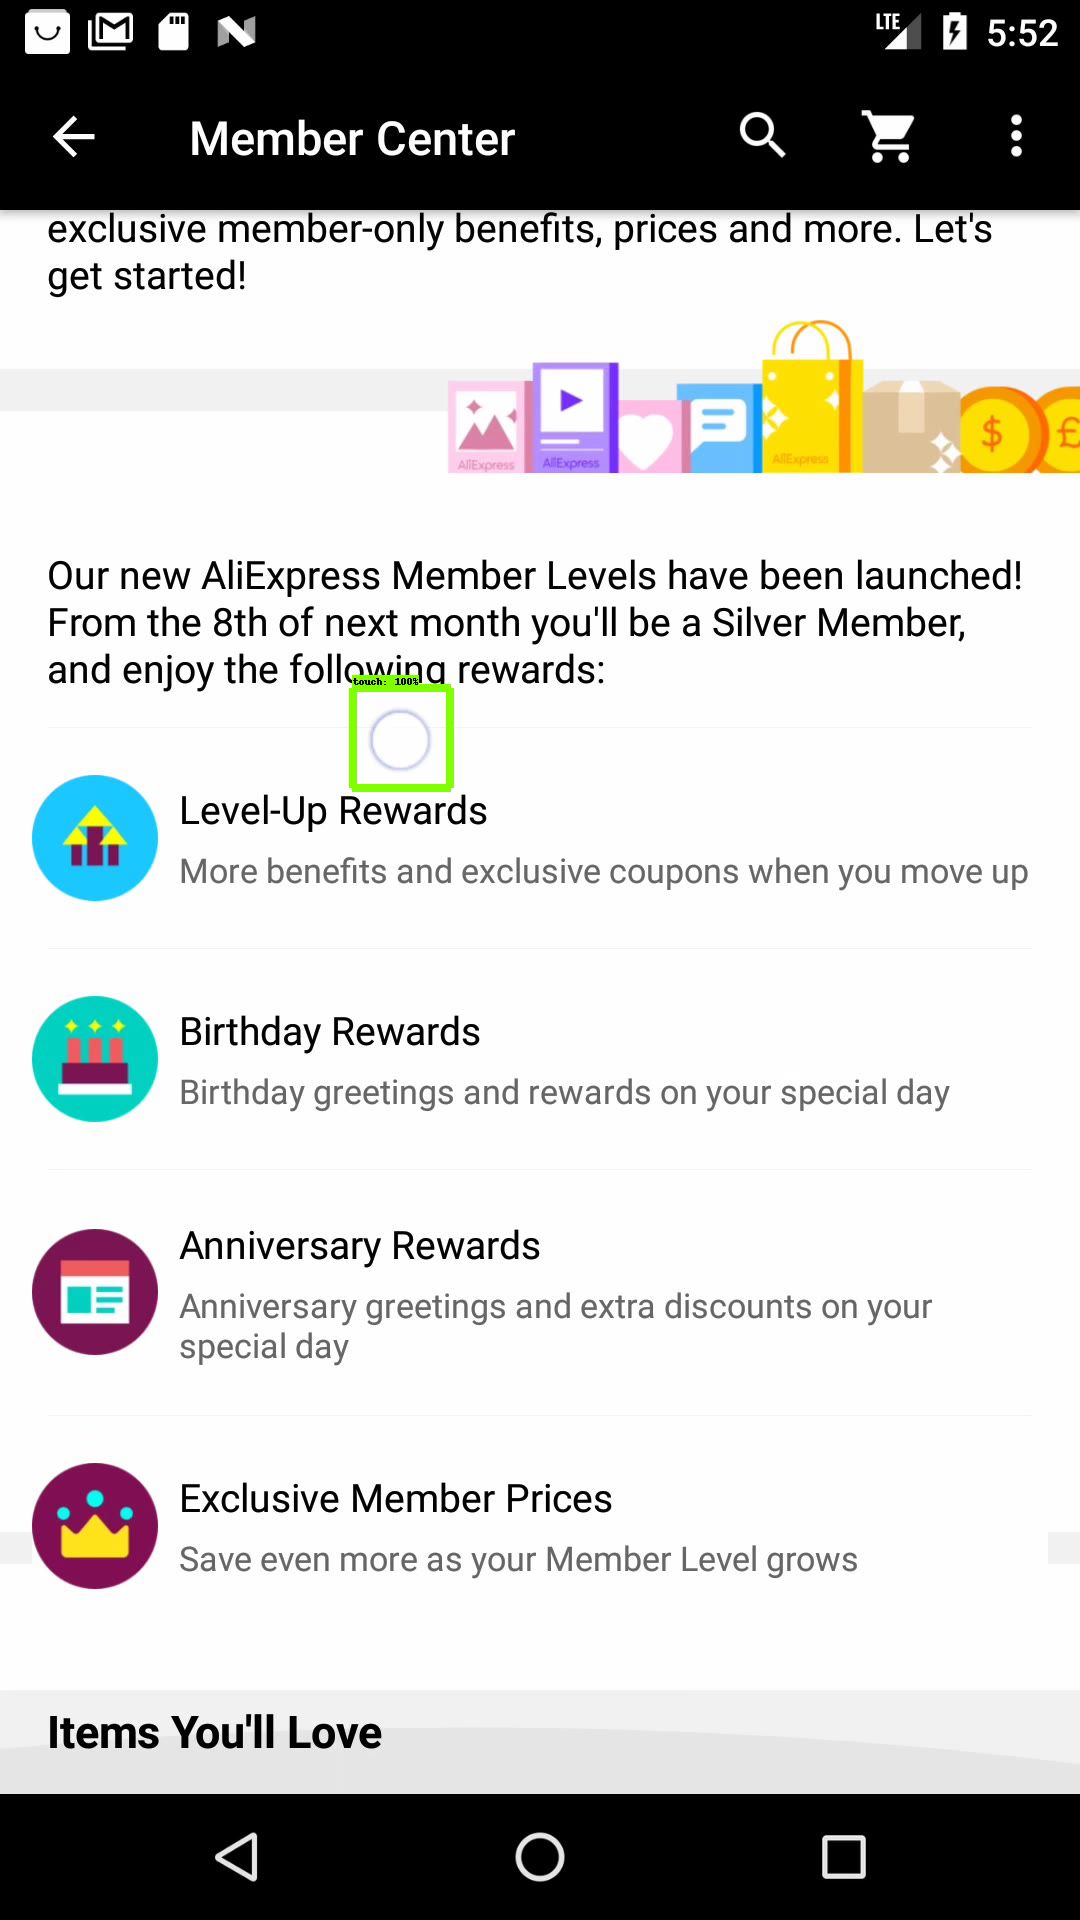 LTE 5:52
Member Center
exclusive member-only benefits, prices and more. Let's
get started!
AliExpress AliExpress AliExpress $ £
Our new AliExpress Member Levels have been launched!
From the 8th of next month you'll be a Silver Member,
and enjoy the following rewards:
touch: 100%
Level-Up Rewards
More benefits and exclusive coupons when you move up
Birthday Rewards
Birthday greetings and rewards on your special day
Anniversary Rewards
Anniversary greetings and extra discounts on your
special day
Exclusive Member Prices
Save even more as your Member Level grows
Items You'll Love